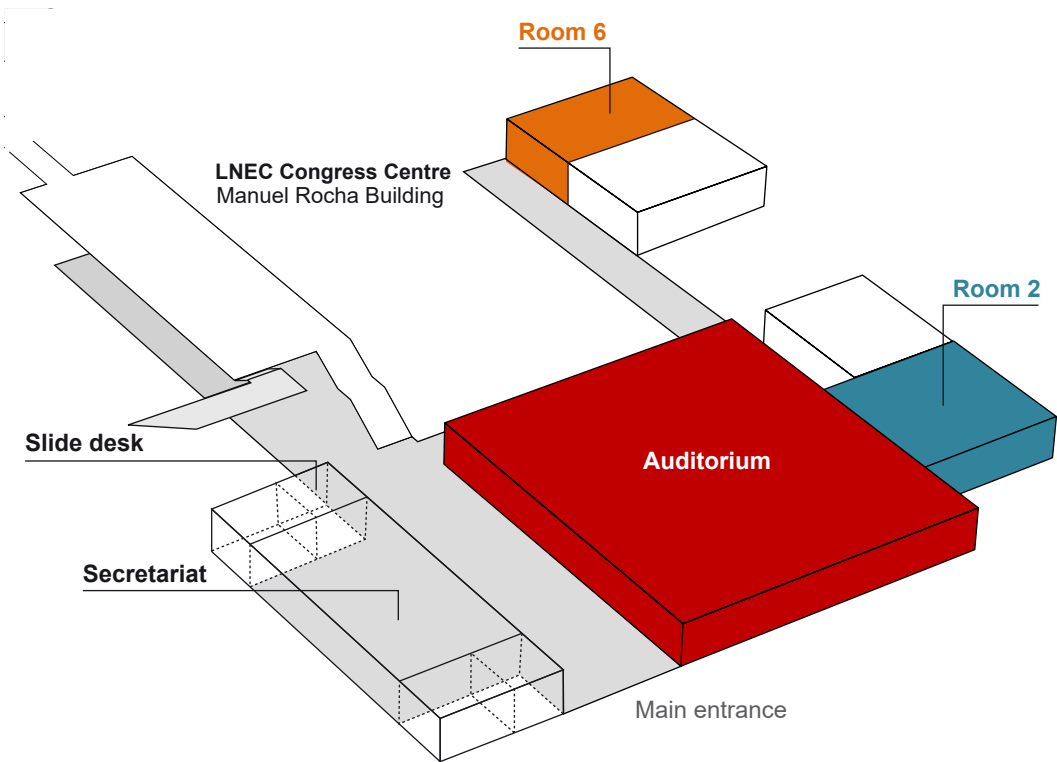 Room 6
LNEC Congress Centre
Manuel Rocha Building
Room 2
Slide desk
Auditorium
Secretariat
Main entrance